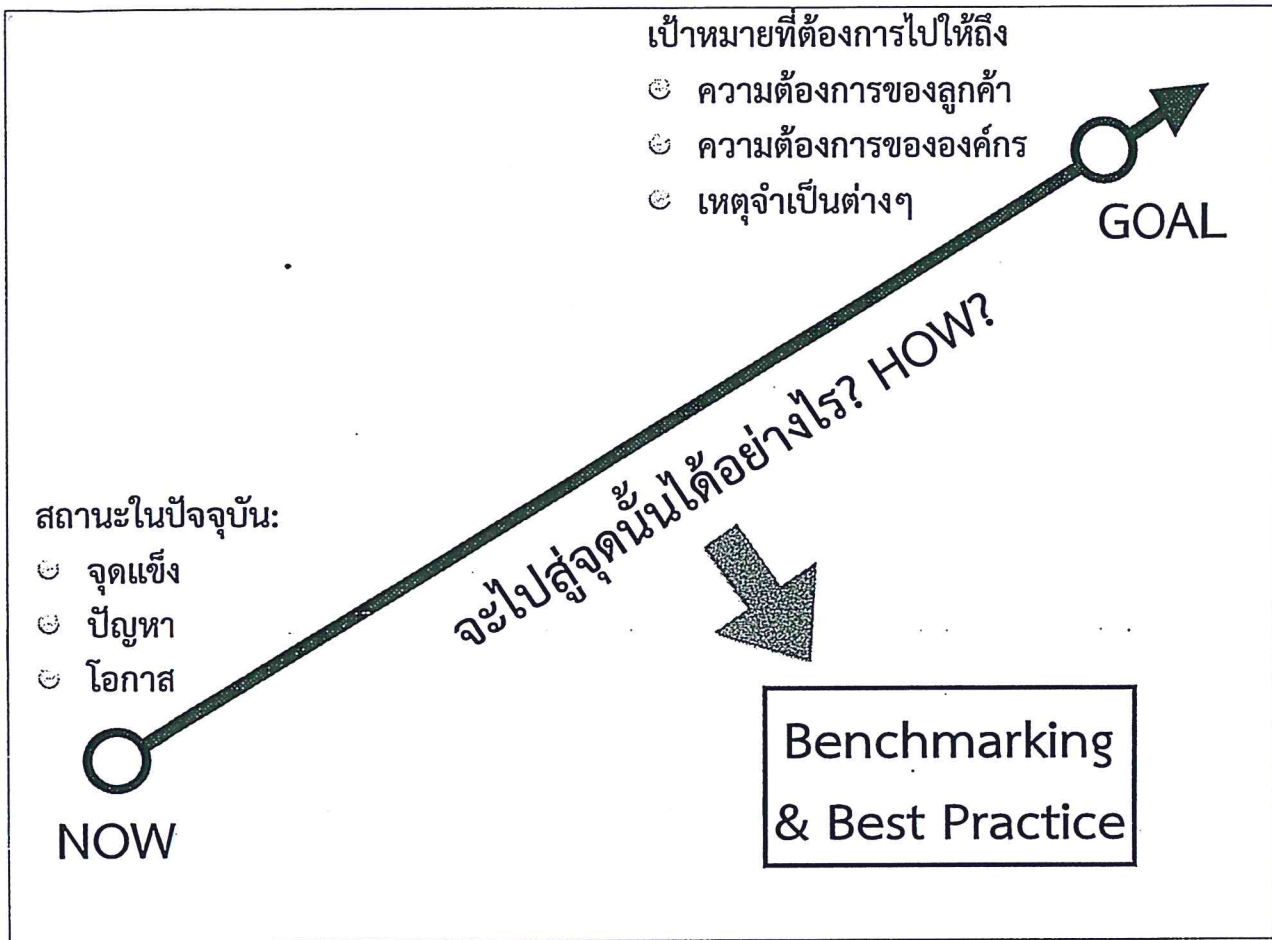 เป้าหมายที่ต้องการไปให้ถึง
ความต้องการของลูกค้า
ความต้องการขององค์กร
เหตุจำเป็นต่างๆ
GOAL
จะไปสู่จุดนั้นได้อย่างไร? HOW?
สถานะในปัจจุบัน:
จุดแข็ง
ปัญหา
โอกาส
NOW
Benchmarking
& Best Practice